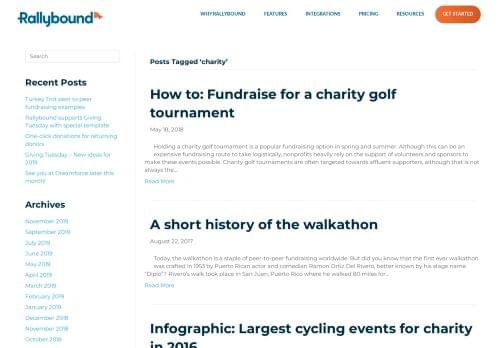 Rallybound
WHY RALLYBOUND
FEATURES
INTEGRATIONS
PRICING
RESOURCES
GET STARTED
Search
Recent Posts
Turkey Trot peer to peer
fundraising examples
Rallybound supports Giving
Tuesday with special template
One-click donations for returning
donors
Giving Tuesday – New ideas for
2019
See you at Dreamforce later this
month!
Archives
November 2019
September 2019
July 2019
June 2019
May 2019
April 2019
March 2019
February 2019
January 2019
December 2018
November 2018
October 2018
Posts Tagged ‘charity’
How to: Fundraise for a charity golf
tournament
May 18, 2018
Holding a charity golf tournament is a popular fundraising option in spring and summer. Although this can be an
expensive fundraising route to take logistically, nonprofits heavily rely on the support of volunteers and sponsors to
make these events possible. Charity golf tournaments are often targeted towards affluent supporters, although that is not
always the...
Read More
A short history of the walkathon
August 22, 2017
Today, the walkathon is a staple of peer-to-peer fundraising worldwide. But did you know that the first ever walkathon
was crafted in 1953 by Puerto Rican actor and comedian Ramon Ortiz Del Rivero, better known by his stage name
“Diplo”? Rivero’s walk took place in San Juan, Puerto Rico where he walked 80 miles for...
Read More
Infographic: Largest cycling events for charity
in 2016